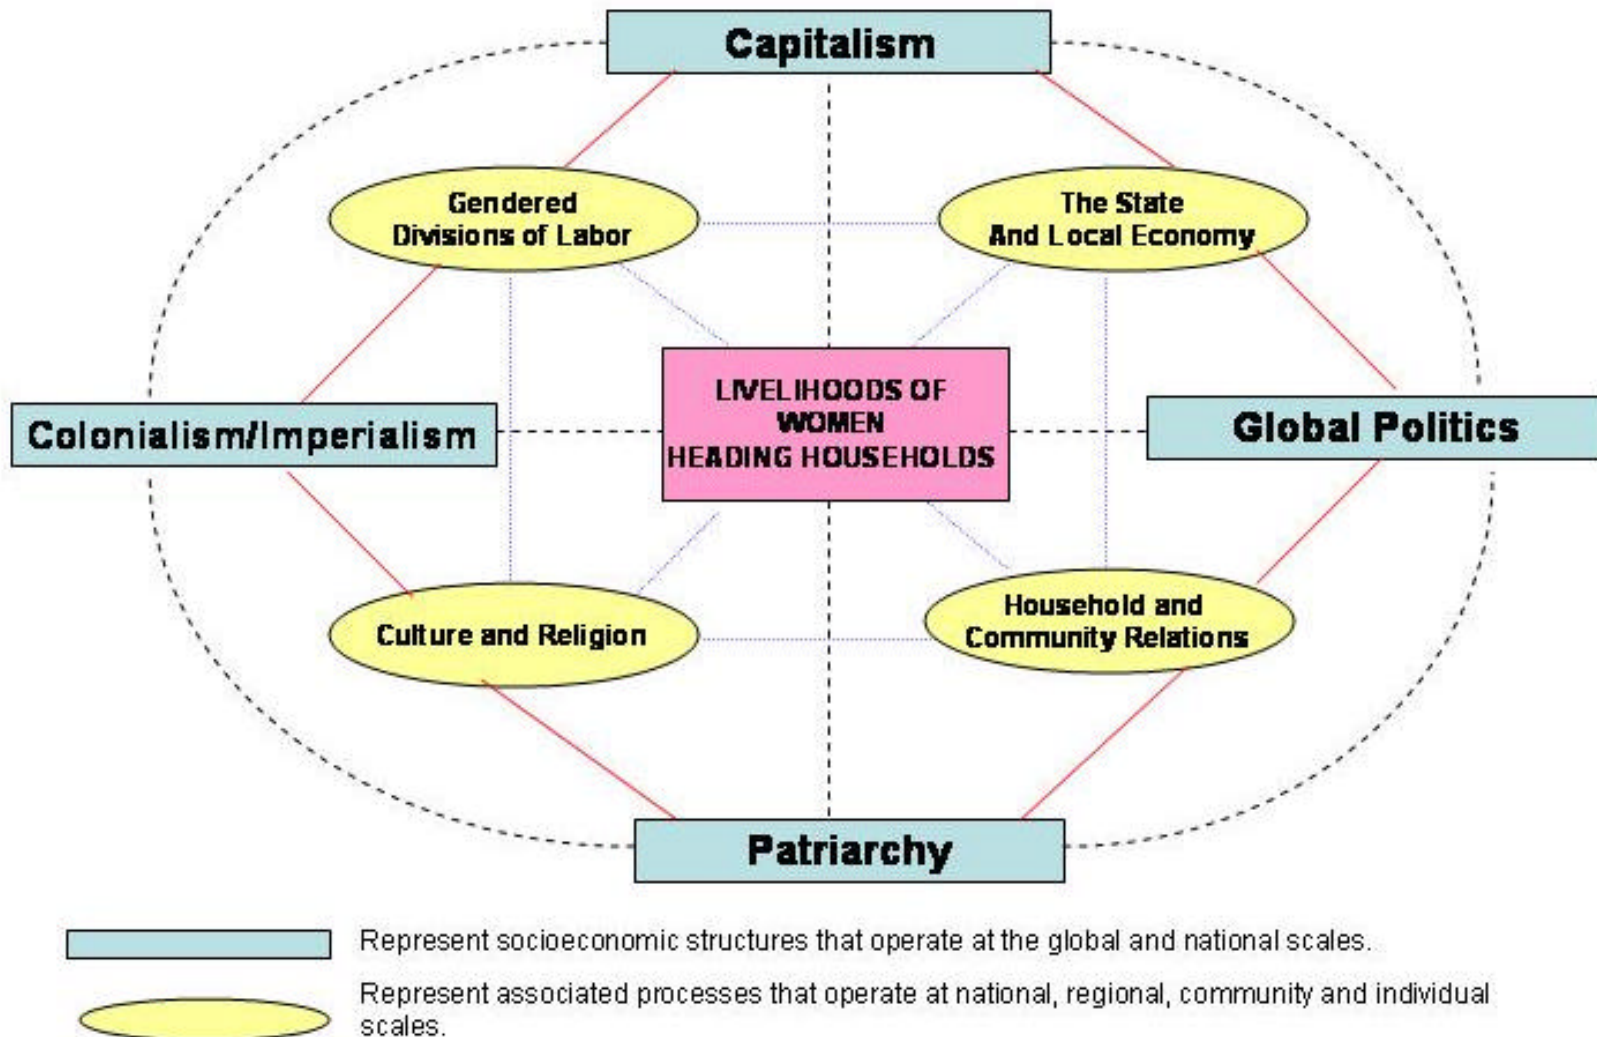 Capitalism
Gendered
Divisions of Labor
The State
And Local Economy
LIVELIHOODS OF
WOMEN
HEADING HOUSEHOLDS
Colonialism/Imperialism
Global Politics
Culture and Religion
Household and
Community Relations
Patriarchy
Represent socioeconomic structures that operate at the global and national scales.
Represent associated processes that operate at national, regional, community and individual
scales.